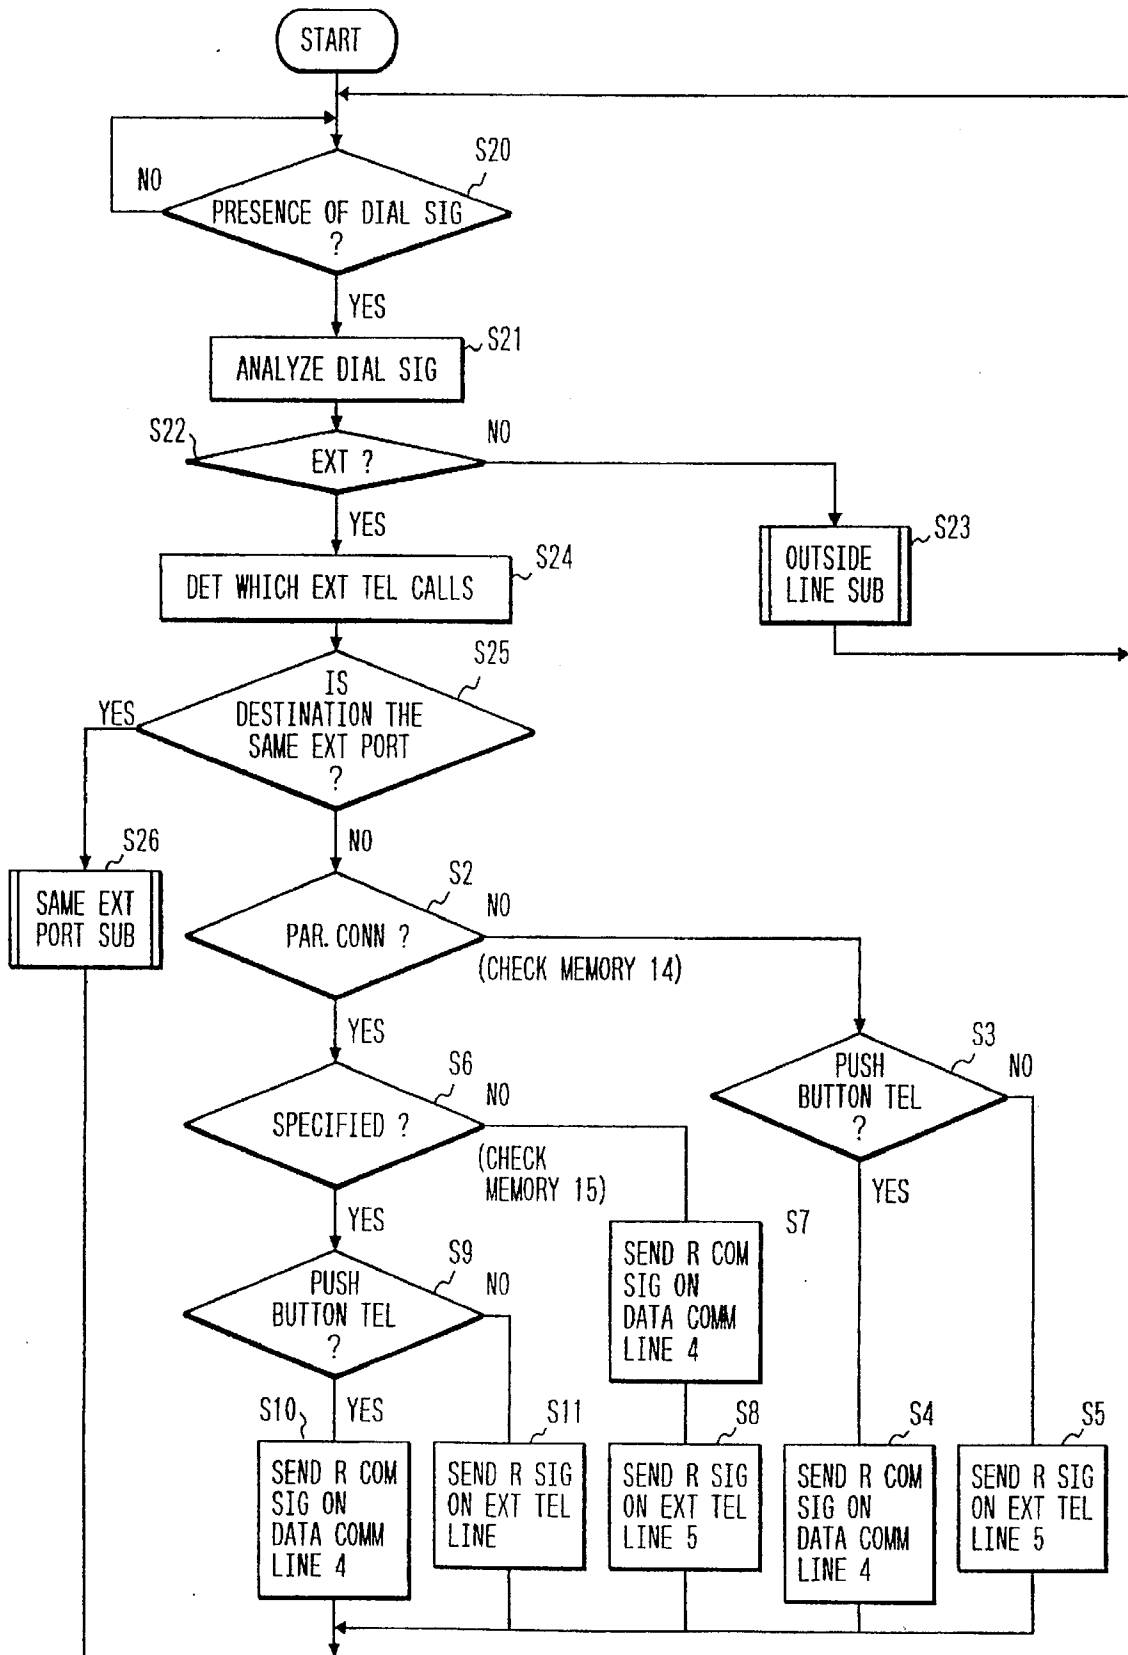 START
S20
NO
PRESENCE OF DIAL SIG
?
YES
S21
ANALYZE DIAL SIG
S22
NO
EXT ?
YES
S24
DET WHICH EXT TEL CALLS
S23
OUTSIDE
LINE SUB
S25
YES
IS
DESTINATION THE
SAME EXT PORT
?
NO
S26
SAME EXT
PORT SUB
S2
NO
PAR. CONN ?
(CHECK MEMORY 14)
YES
S3
NO
PUSH
BUTTON TEL
?
YES
S6
NO
SPECIFIED ?
(CHECK
MEMORY 15)
YES
S7
SEND R COM
SIG ON
DATA COMM
LINE 4
S9
NO
PUSH
BUTTON TEL
?
YES
S10
SEND R COM
SIG ON
DATA COMM
LINE 4
S11
SEND R SIG
ON EXT TEL
LINE
S8
SEND R SIG
ON EXT TEL
LINE 5
S4
SEND R COM
SIG ON
DATA COMM
LINE 4
S5
SEND R SIG
ON EXT TEL
LINE 5